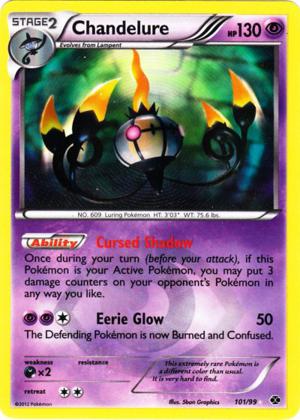 STAGE2
Chandelure
HP130
Evolves from Lampent
NO. 609 Luring Pokémon HT: 3'03" WT: 75.6 lbs.
Ability Cursed Shadow
Once during your turn (before your attack), if
this Pokémon is your Active Pokémon, you may put 3
damage counters on your opponent's Pokémon in
any way you like.
Eerie Glow 50
The Defending Pokémon is now Burned and Confused.
weakness resistance
×2
retreat
This extremely rare Pokémon is
a different color than usual.
It is very hard to find.
©2012 Pokémon
Illus. 5ban Graphics 101/99